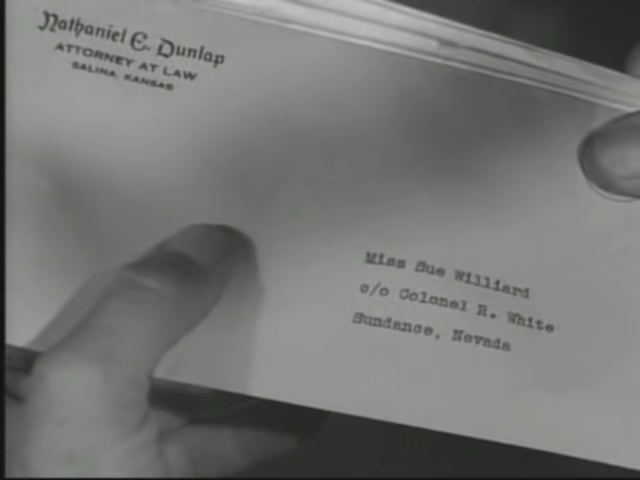 Nathaniel E. Dunlap
ATTORNEY AT LAW
SALINA, KANSAS
Miss Sue Williard
c/o Colonel R. White
Sundance, Nevada